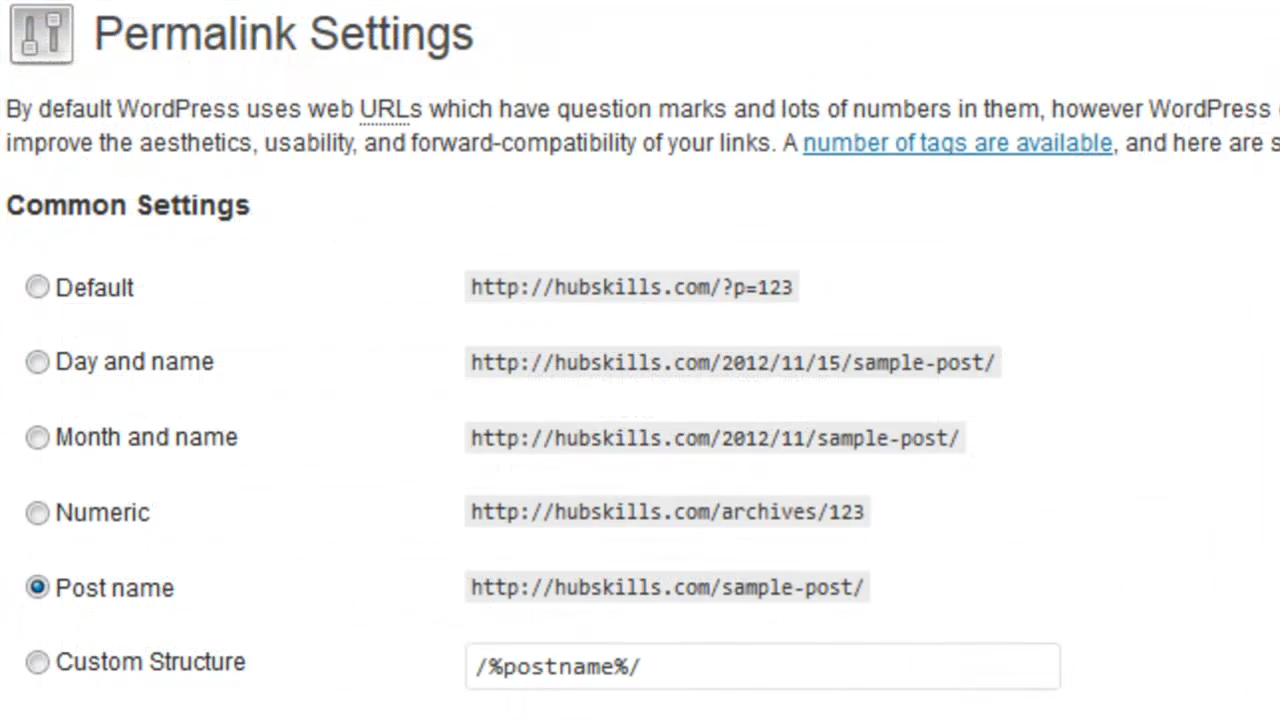 Permalink Settings
By default WordPress uses web URLs which have question marks and lots of numbers in them, however WordPress
improve the aesthetics, usability, and forward-compatibility of your links. A number of tags are available, and here are
Common Settings
Default http://hubskills.com/?p=123
Day and name http://hubskills.com/2012/11/15/sample-post/
Month and name http://hubskills.com/2012/11/sample-post/
Numeric http://hubskills.com/archives/123
Post name http://hubskills.com/sample-post/
Custom Structure /%postname%/